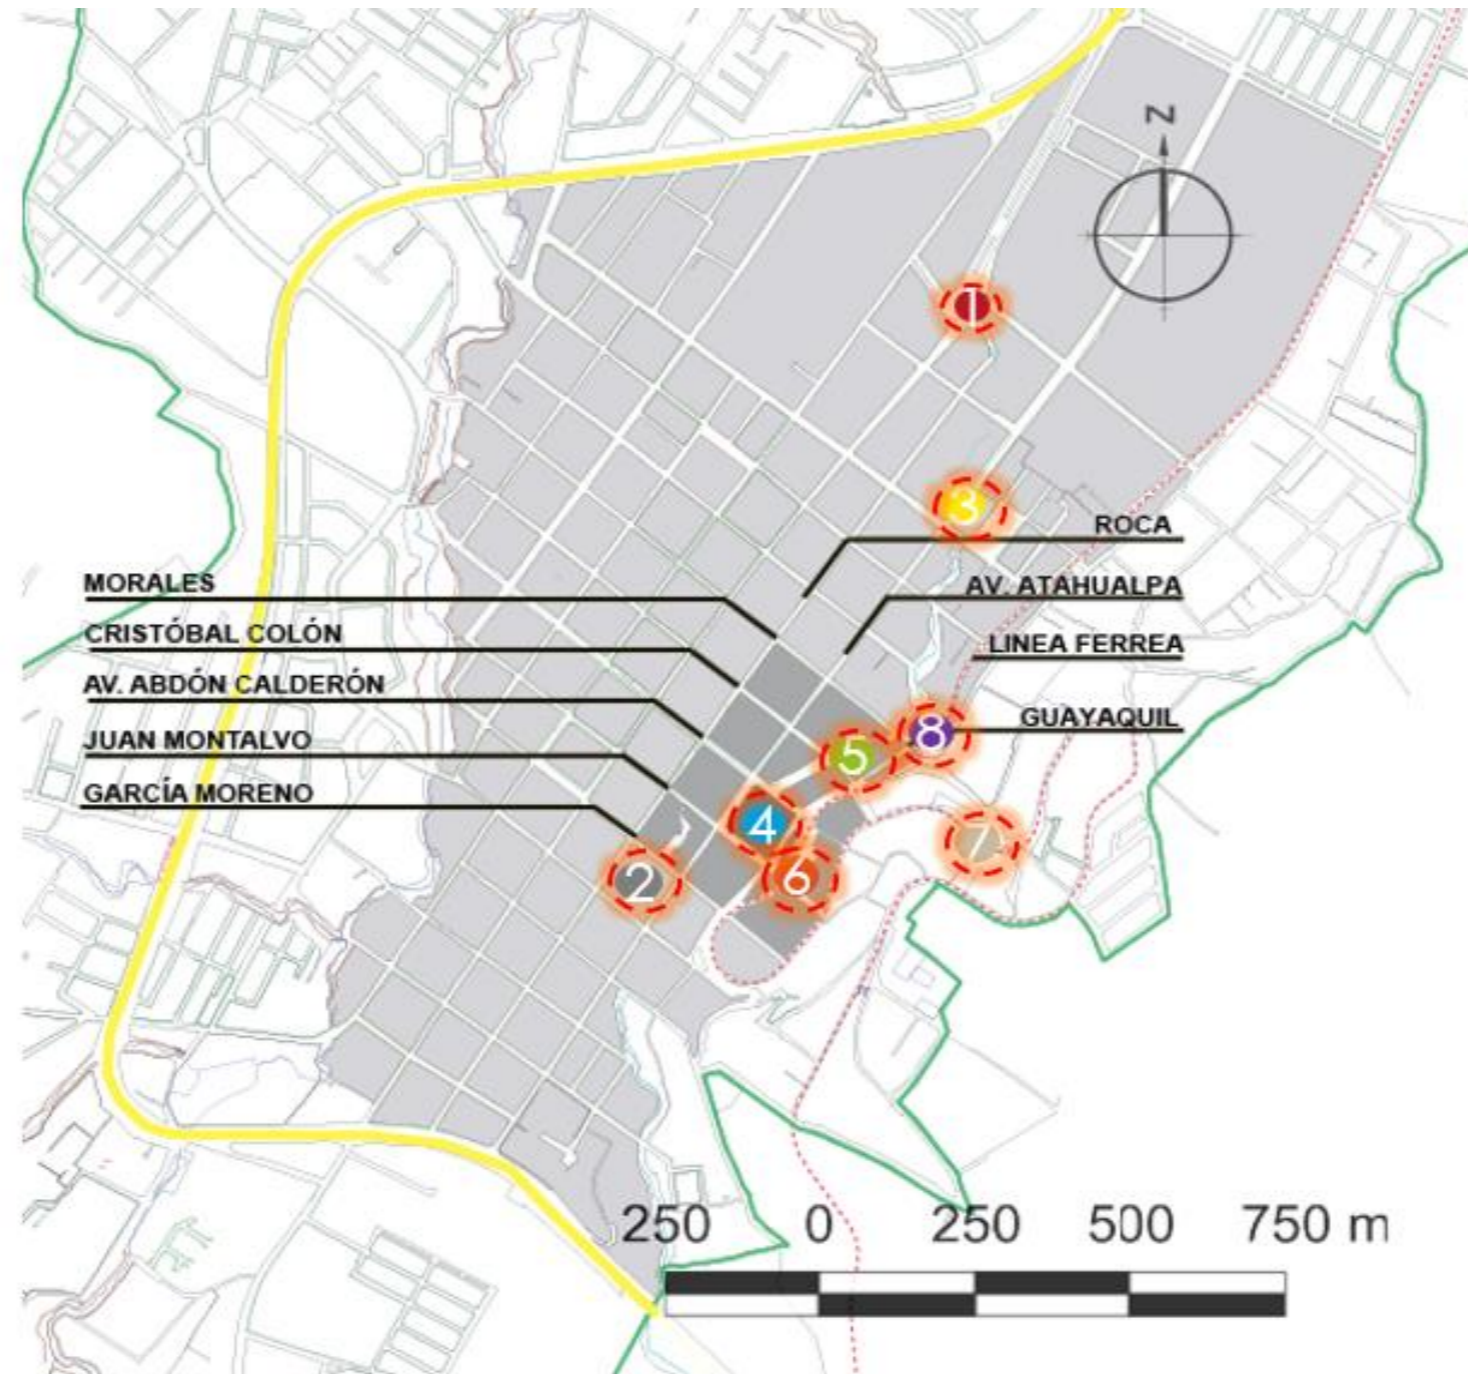 N
1
3
ROCA
MORALES
AV. ATAHUALPA
CRISTÓBAL COLÓN
LINEA FERREA
AV. ABDÓN CALDERÓN
GUAYAQUIL
8
JUAN MONTALVO
5
GARCÍA MORENO
4
7
2
6
250 0 250 500 750 m